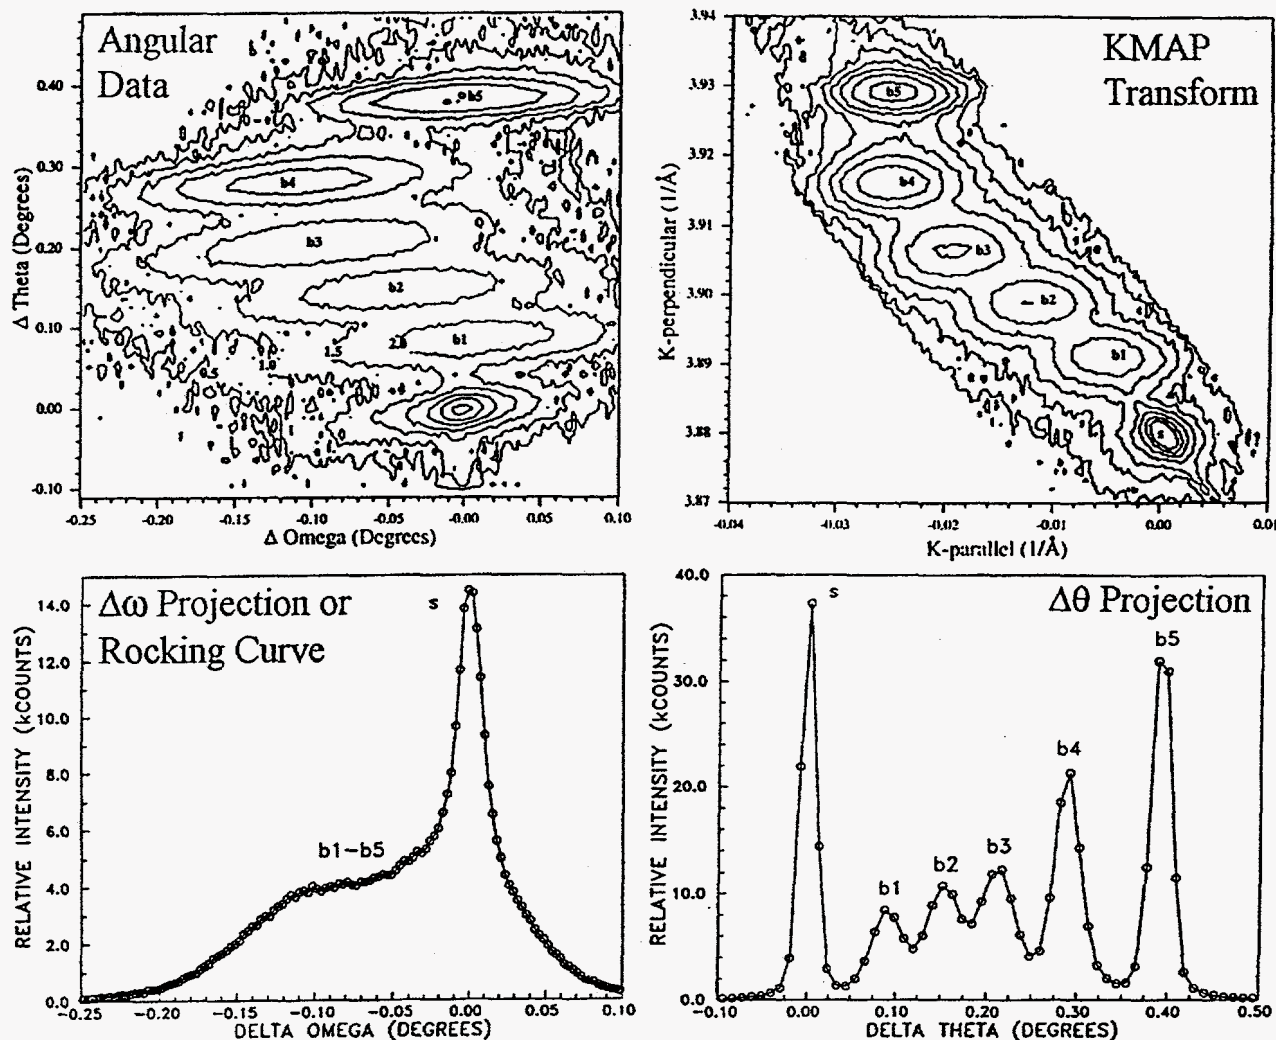 Angular
Data
0.40
0.30
0.20
0.10
0.00
-0.10
Δ Theta (Degrees)
b5
b4
b3
b2
b1
2.0
1.5
1.0
0.5
-0.25
-0.20
-0.15
-0.10
-0.00
0.05
0.10
Δ Omega (Degrees)
KMAP
Transform
3.94
3.93
3.92
3.91
3.90
3.89
3.88
3.87
K-perpendicular (1/Å)
b5
b4
b3
b2
b1
s
-0.04
-0.03
-0.02
-0.01
0.00
0.01
K-parallel (1/Å)
Δω Projection or
Rocking Curve
s
b1-b5
14.0
12.0
10.0
8.0
6.0
4.0
2.0
0.0
RELATIVE INTENSITY (kCOUNTS)
-0.25
-0.20
-0.15
-0.10
-0.05
0.00
0.05
0.10
DELTA OMEGA (DEGREES)
Δθ Projection
s
b1
b2
b3
b4
b5
40.0
30.0
20.0
10.0
0.0
RELATIVE INTENSITY (kCOUNTS)
-0.10
0.00
0.10
0.20
0.30
0.40
0.50
DELTA THETA (DEGREES)